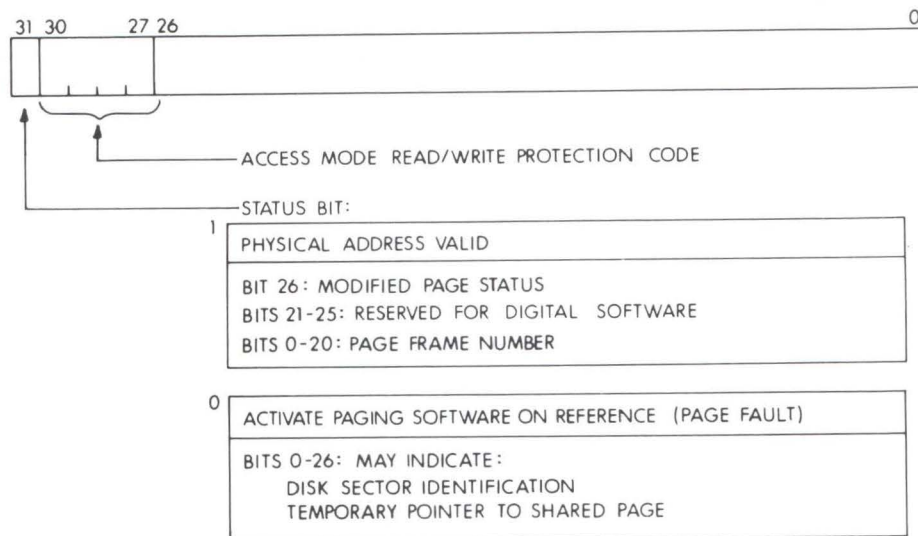 31 30 27 26 0
ACCESS MODE READ/WRITE PROTECTION CODE
STATUS BIT:
1
PHYSICAL ADDRESS VALID
BIT 26: MODIFIED PAGE STATUS
BITS 21-25: RESERVED FOR DIGITAL SOFTWARE
BITS 0-20: PAGE FRAME NUMBER
0
ACTIVATE PAGING SOFTWARE ON REFERENCE (PAGE FAULT)
BITS 0-26: MAY INDICATE:
DISK SECTOR IDENTIFICATION
TEMPORARY POINTER TO SHARED PAGE